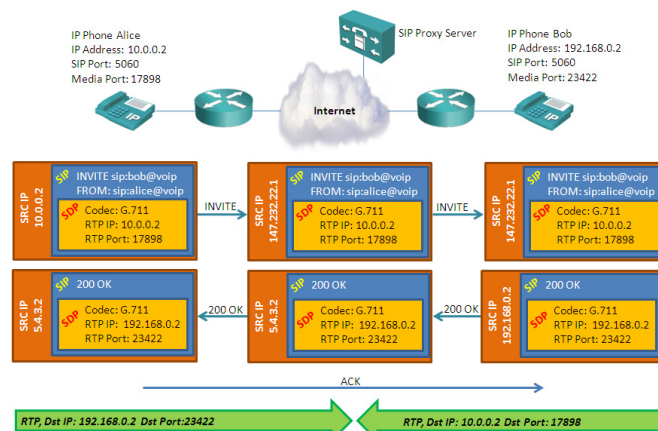 IP Phone Alice
IP Address: 10.0.0.2
SIP Port: 5060
Media Port: 17898
SIP Proxy Server
IP Phone Bob
IP Address: 192.168.0.2
SIP Port: 5060
Media Port: 23422
IP
Internet
IP
SRC IP
10.0.0.2
SIP
INVITE sip:bob@voip
FROM: sip:alice@voip
SDP
Codec: G.711
RTP IP: 10.0.0.2
RTP Port: 17898
INVITE
SRC IP
147.232.22.1
SIP
INVITE sip:bob@voip
FROM: sip:alice@voip
SDP
Codec: G.711
RTP IP: 10.0.0.2
RTP Port: 17898
INVITE
SRC IP
147.232.22.1
SIP
INVITE sip:bob@voip
FROM: sip:alice@voip
SDP
Codec: G.711
RTP IP: 10.0.0.2
RTP Port: 17898
SRC IP
5.4.3.2
SIP
200 OK
SDP
Codec: G.711
RTP IP: 192.168.0.2
RTP Port: 23422
200 OK
SRC IP
5.4.3.2
SIP
200 OK
SDP
Codec: G.711
RTP IP: 192.168.0.2
RTP Port: 23422
200 OK
SRC IP
192.168.0.2
SIP
200 OK
SDP
Codec: G.711
RTP IP: 192.168.0.2
RTP Port: 23422
ACK
RTP, Dst IP: 192.168.0.2 Dst Port:23422
RTP, Dst IP: 10.0.0.2 Dst Port: 17898